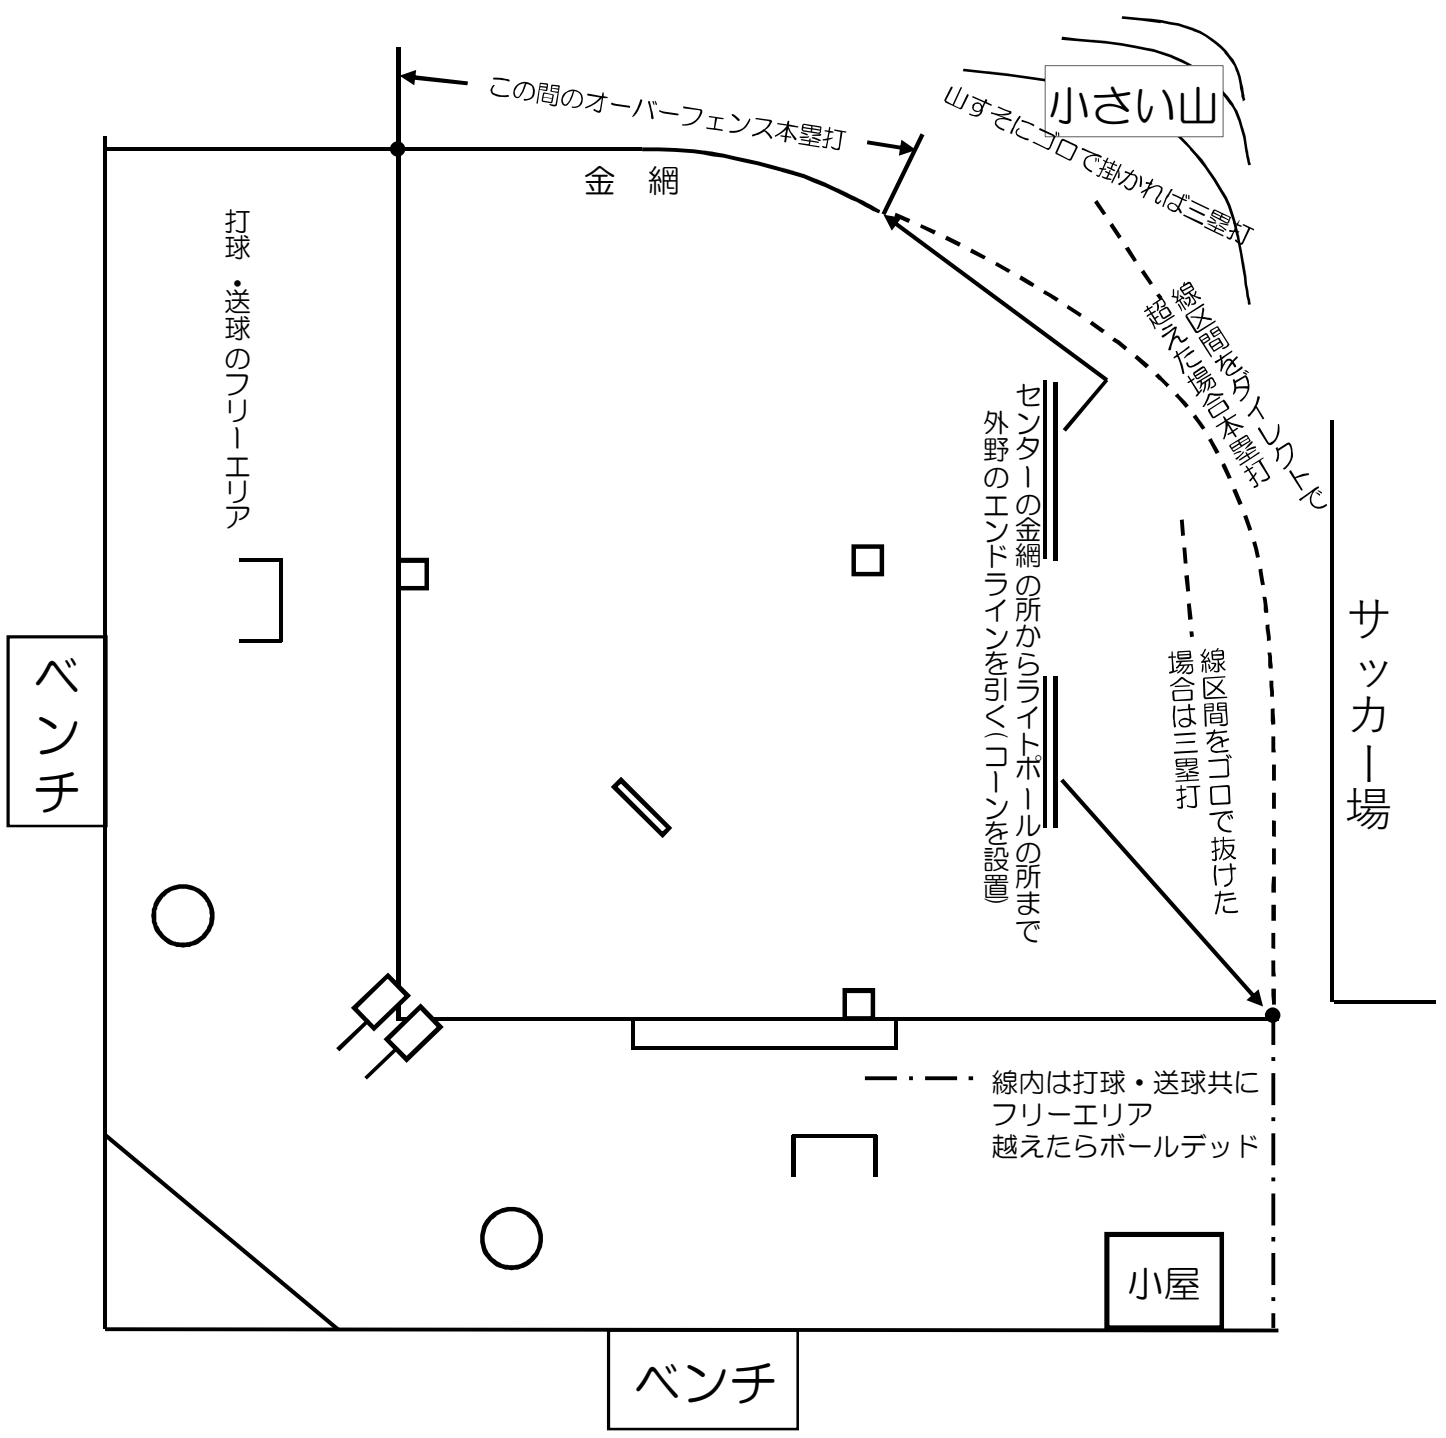 この間のオーバーフェンス本塁打
小さい山
山すそにゴロで掛かれば三塁打
金　網
打球・送球のフリーエリア
線区間をダイレクトで
超えた場合本塁打
センターの金網の所からライトポールの所まで
外野のエンドラインを引く(コーンを設置)
サッカー場
線区間をゴロで抜けた
場合は三塁打
ベンチ
線内は打球・送球共に
フリーエリア
越えたらボールデッド
小屋
ベンチ